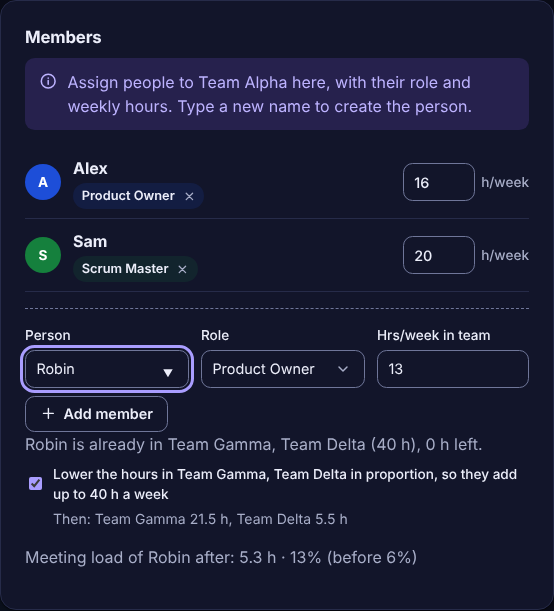 Members
Assign people to Team Alpha here, with their role and
weekly hours. Type a new name to create the person.
A
Alex
Product Owner ×
16
h/week
S
Sam
Scrum Master ×
20
h/week
Person
Role
Hrs/week in team
Robin
Product Owner
13
+ Add member
Robin is already in Team Gamma, Team Delta (40 h), 0 h left.
Lower the hours in Team Gamma, Team Delta in proportion, so they add
up to 40 h a week
Then: Team Gamma 21.5 h, Team Delta 5.5 h
Meeting load of Robin after: 5.3 h · 13% (before 6%)